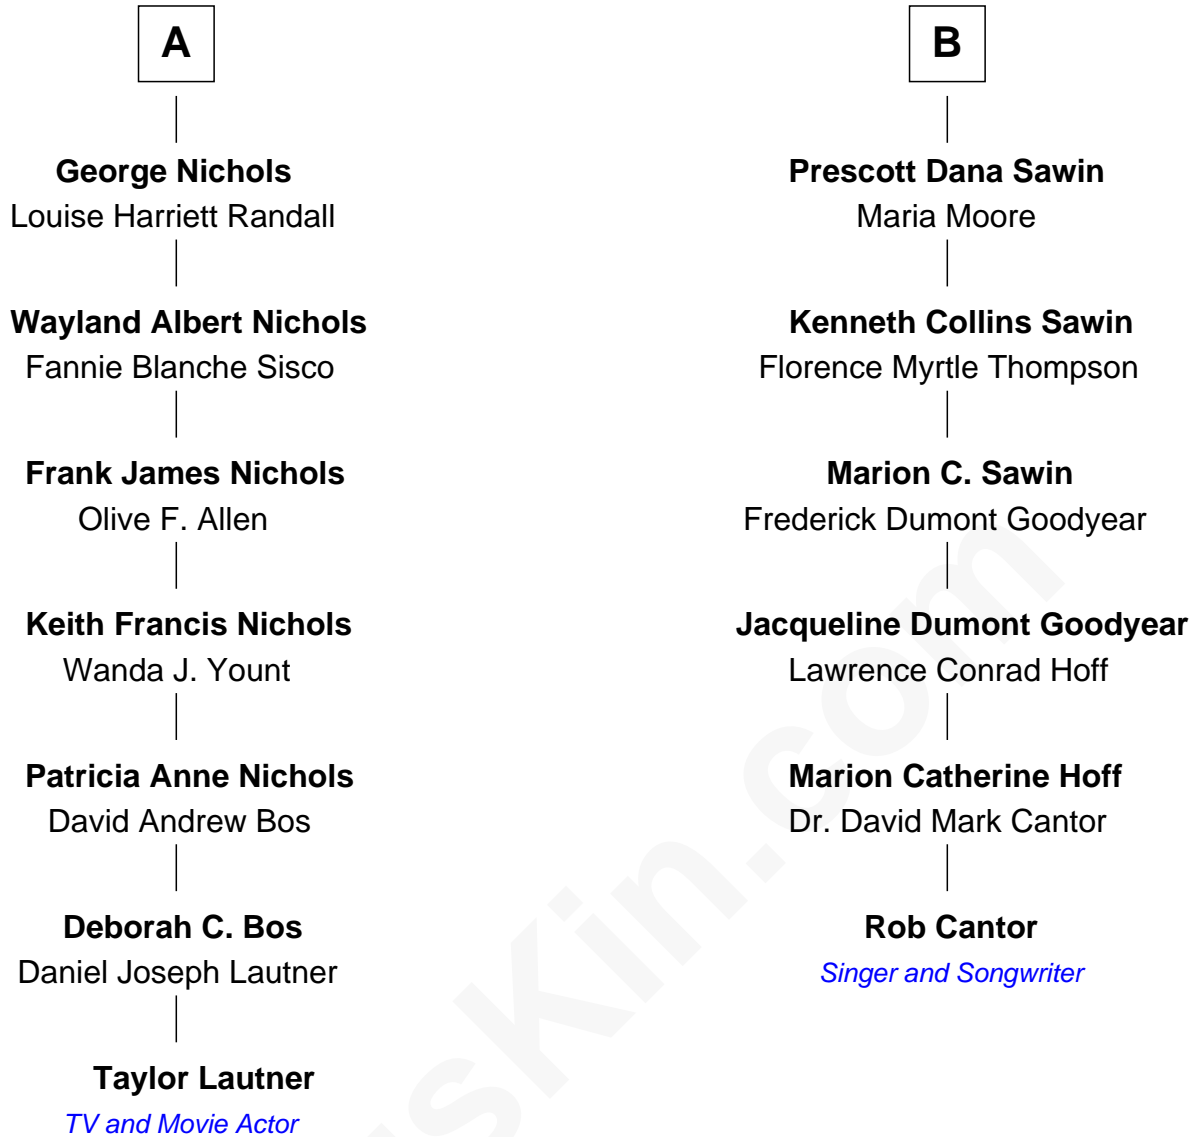 A
George Nichols
Louise Harriett Randall
Wayland Albert Nichols
Fannie Blanche Sisco
Frank James Nichols
Olive F. Allen
Keith Francis Nichols
Wanda J. Yount
Patricia Anne Nichols
David Andrew Bos
Deborah C. Bos
Daniel Joseph Lautner
Taylor Lautner
TV and Movie Actor
B
Prescott Dana Sawin
Maria Moore
Kenneth Collins Sawin
Florence Myrtle Thompson
Marion C. Sawin
Frederick Dumont Goodyear
Jacqueline Dumont Goodyear
Lawrence Conrad Hoff
Marion Catherine Hoff
Dr. David Mark Cantor
Rob Cantor
Singer and Songwriter